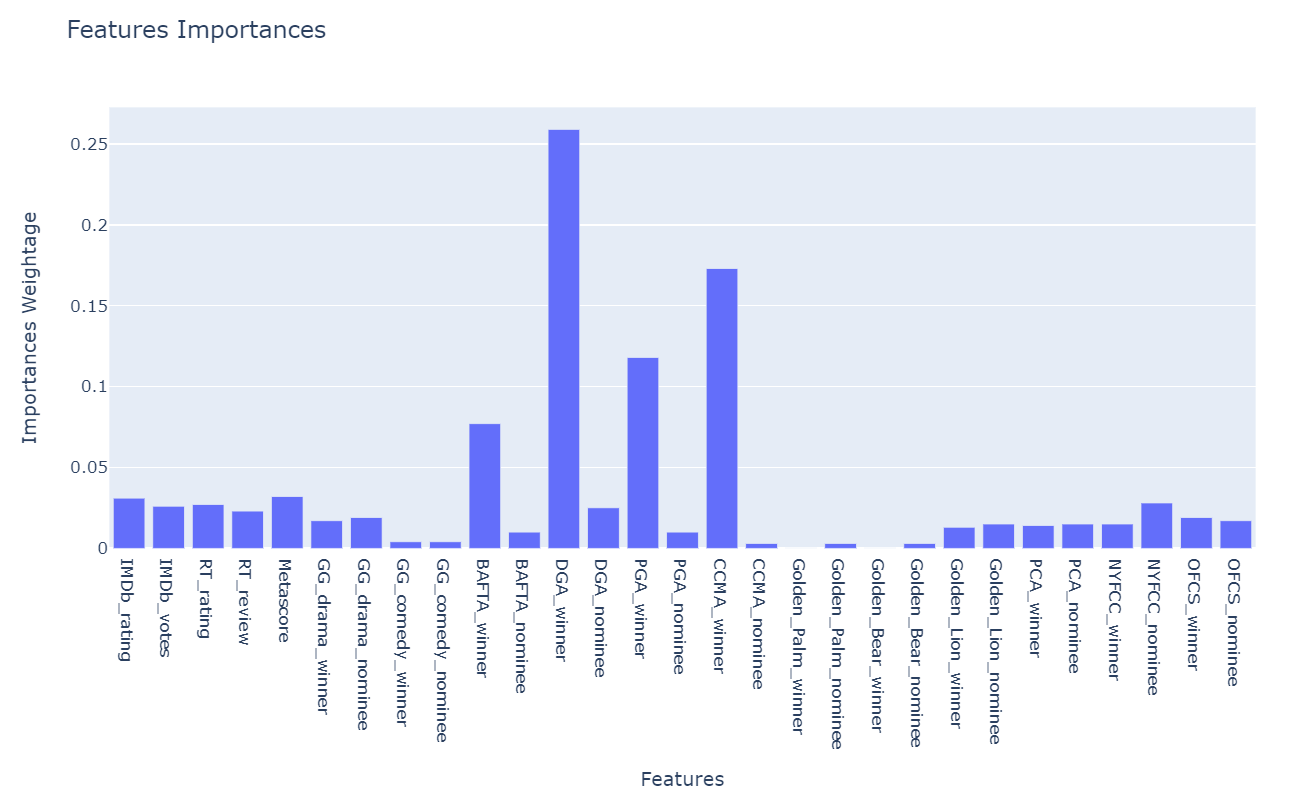 Features Importances
Importances Weightage
0.25
0.2
0.15
0.1
0.05
0
IMDb_rating
IMDb_votes
RT_rating
RT_review
Metascore
GG_drama_winner
GG_drama_nominee
GG_comedy_winner
GG_comedy_nominee
BAFTA_winner
BAFTA_nominee
DGA_winner
DGA_nominee
PGA_winner
PGA_nominee
CCMA_winner
CCMA_nominee
Golden_Palm_winner
Golden_Palm_nominee
Golden_Bear_winner
Golden_Bear_nominee
Golden_Lion_winner
Golden_Lion_nominee
PCA_winner
PCA_nominee
NYFCC_winner
NYFCC_nominee
OFCS_winner
OFCS_nominee
Features